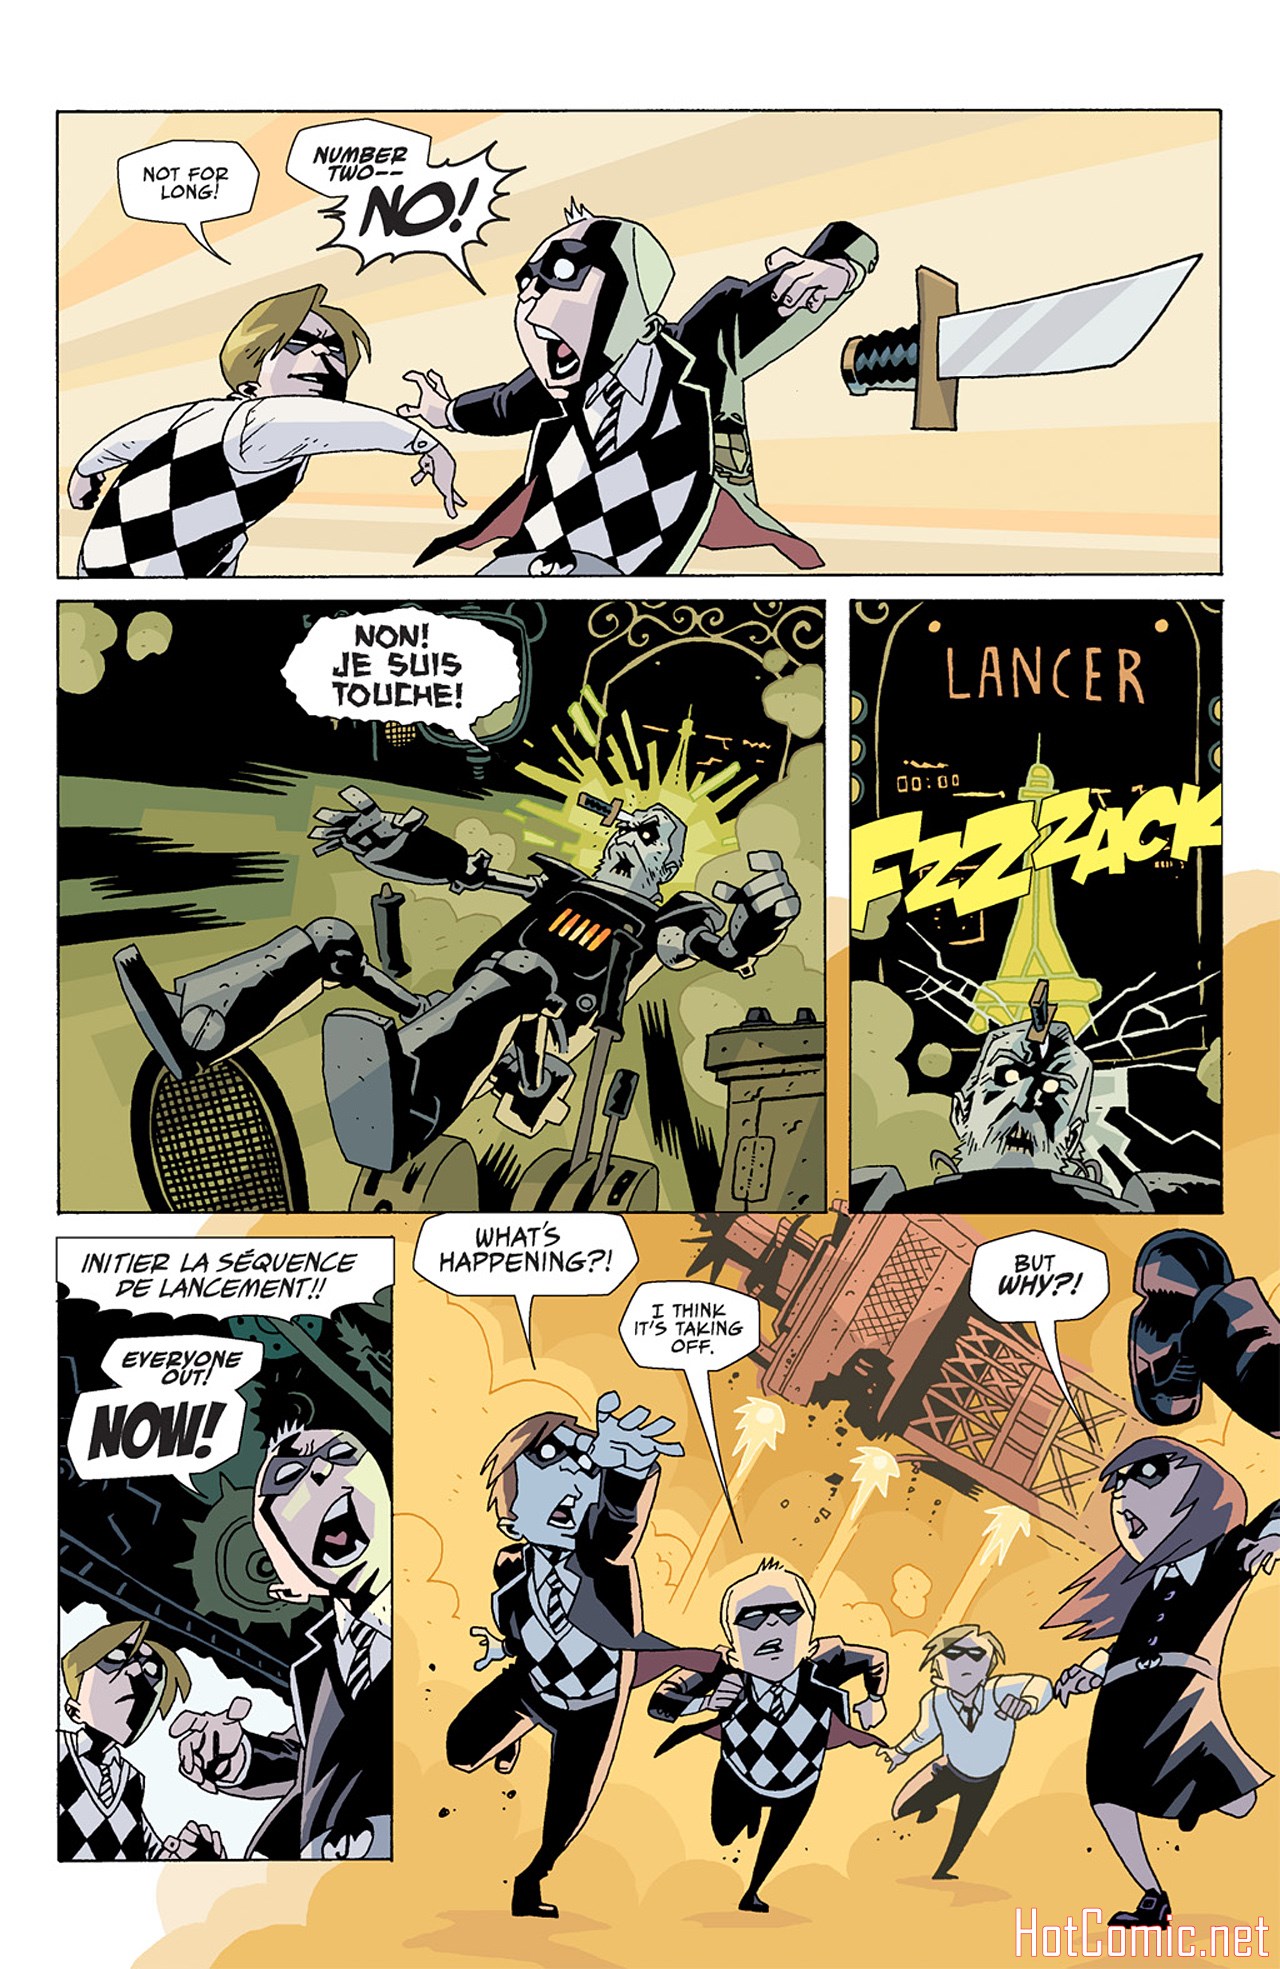 NOT FOR
LONG!
NUMBER
TWO--
NO!
NON!
JE SUIS
TOUCHE!
LANCER
00:00
FZZZZACK
INITIER LA SÉQUENCE
DE LANCEMENT!!
EVERYONE
OUT!
NOW!
WHAT'S
HAPPENING?!
I THINK
IT'S TAKING
OFF.
BUT
WHY?!
HotComic.net